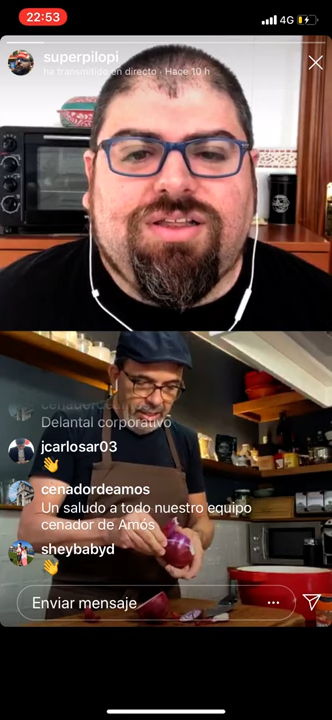 22:53
4G
superpilopi
ha transmitido en directo · Hace 10 h
Delantal corporativo
jcarlosar03
👋
cenadordeamos
Un saludo a todo nuestro equipo
cenador de Amós
sheybabyd
👋
Enviar mensaje